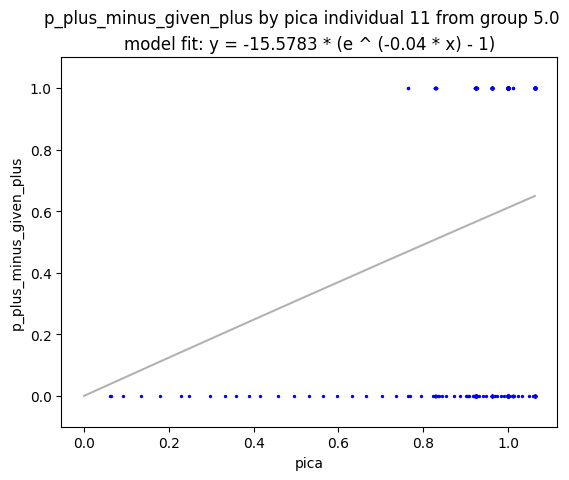 p_plus_minus_given_plus by pica individual 11 from group 5.0
model fit: y = -15.5783 * (e ^ (-0.04 * x) - 1)
1.0
0.8
0.6
0.4
0.2
0.0
p_plus_minus_given_plus
0.0 0.2 0.4 0.6 0.8 1.0
pica